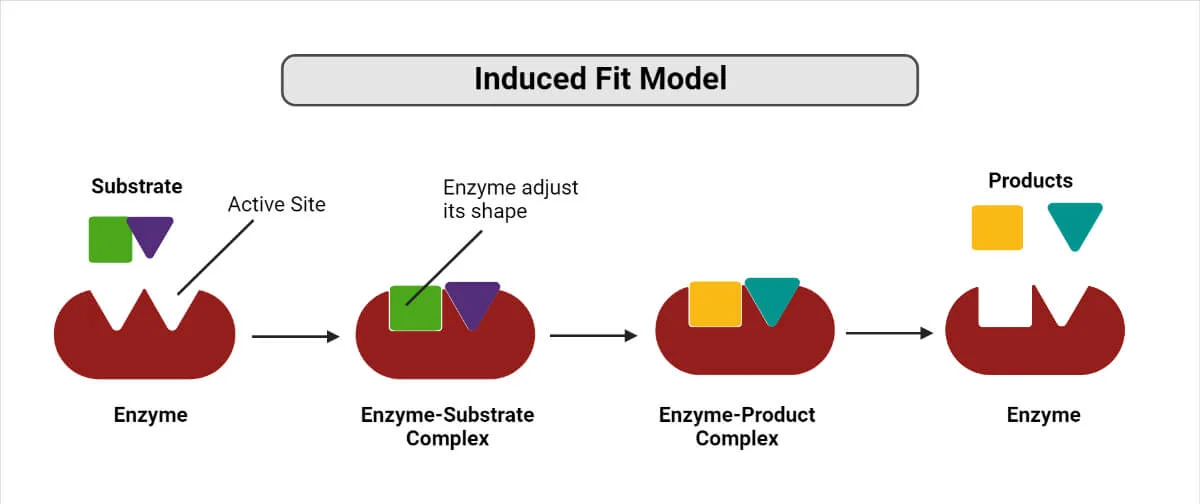 Induced Fit Model
Substrate
Active Site
Enzyme adjust
its shape
Products
Enzyme
Enzyme-Substrate
Complex
Enzyme-Product
Complex
Enzyme